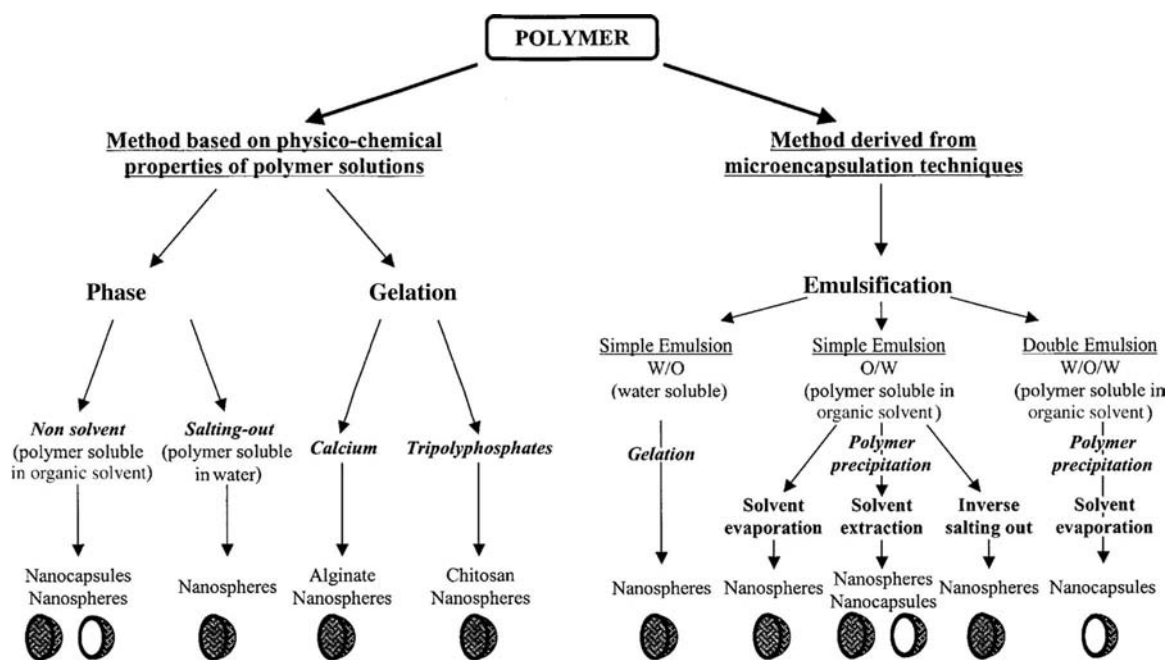 POLYMER
Method based on physico-chemical
properties of polymer solutions
Method derived from
microencapsulation techniques
Phase
Gelation
Emulsification
Simple Emulsion
W/O
(water soluble)
Simple Emulsion
O/W
(polymer soluble in
organic solvent)
Double Emulsion
W/O/W
(polymer soluble in
organic solvent)
Non solvent
(polymer soluble
in organic solvent)
Salting-out
(polymer soluble
in water)
Calcium
Tripolyphosphates
Gelation
Polymer
precipitation
Polymer
precipitation
Solvent
evaporation
Solvent
extraction
Inverse
salting out
Solvent
evaporation
Nanocapsules
Nanospheres
Nanospheres
Alginate
Nanospheres
Chitosan
Nanospheres
Nanospheres
Nanospheres
Nanospheres
Nanocapsules
Nanospheres
Nanocapsules